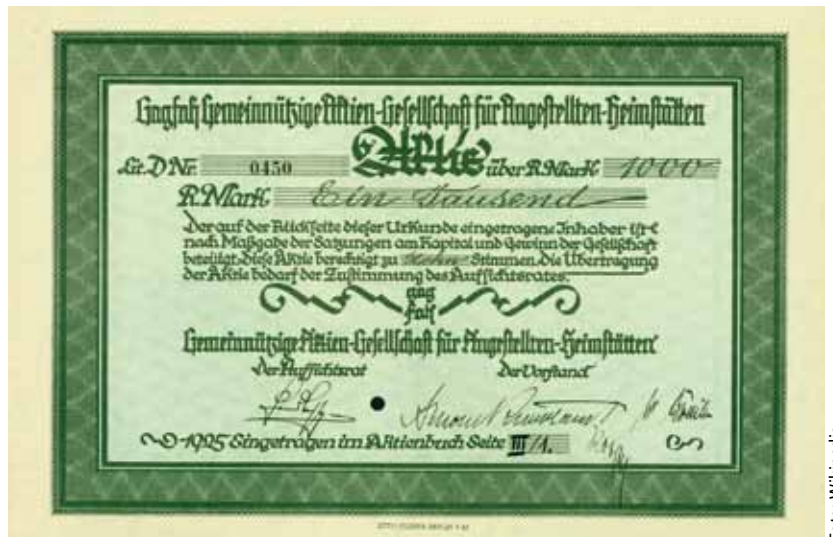 Gagfah Gemeinnützige Aktien-Gesellschaft für Angestellten-Heimstätten
Lit. D Nr. 0450 Aktie über R.Mark 1000
R.Mark Ein tausend
Der auf der Rückseite dieser Urkunde eingetragene Inhaber ist
nach Maßgabe der Satzungen am Kapital und Gewinn der Gesellschaft
beteiligt. Diese Aktie berechtigt zu Stimmen. Die Übertragung
der Aktie bedarf der Zustimmung des Aufsichtsrates.
gag
fah
Gemeinnützige Aktien-Gesellschaft für Angestellten-Heimstätten
Der Aufsichtsrat Der Vorstand
1925 Eingetragen im Aktienbuch Seite III/1.